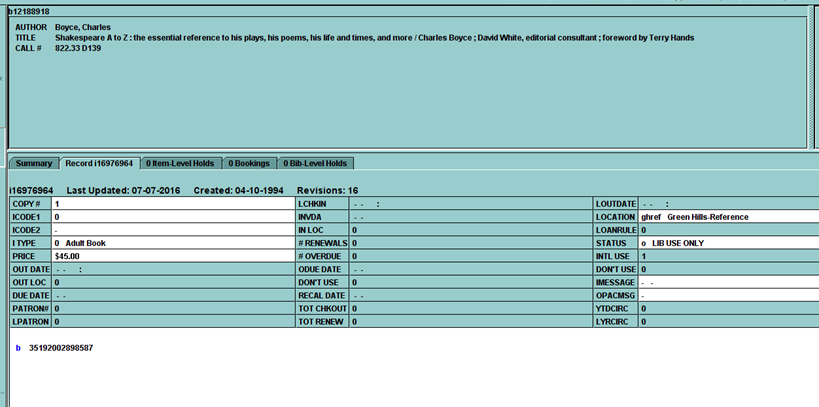 b12188918
AUTHOR Boyce, Charles
TITLE Shakespeare A to Z : the essential reference to his plays, his poems, his life and times, and more / Charles Boyce ; David White, editorial consultant ; foreword by Terry Hands
CALL # 822.33 D139
Summary Record i16976964 0 Item-Level Holds 0 Bookings 0 Bib-Level Holds
i16976964 Last Updated: 07-07-2016 Created: 04-10-1994 Revisions: 16
COPY # 1 LCHKIN - - : LOUTDATE - - :
ICODE1 0 INVDA - - LOCATION ghref Green Hills-Reference
ICODE2 - IN LOC 0 LOANRULE 0
I TYPE 0 Adult Book # RENEWALS 0 STATUS o LIB USE ONLY
PRICE $45.00 # OVERDUE 0 INTL USE 1
OUT DATE - - : ODUE DATE - - DON'T USE 0
OUT LOC 0 DON'T USE 0 IMESSAGE - -
DUE DATE - - RECAL DATE - - OPACMSG -
PATRON# 0 TOT CHKOUT 0 YTDCIRC 0
LPATRON 0 TOT RENEW 0 LYRCIRC 0
b 35192002898587